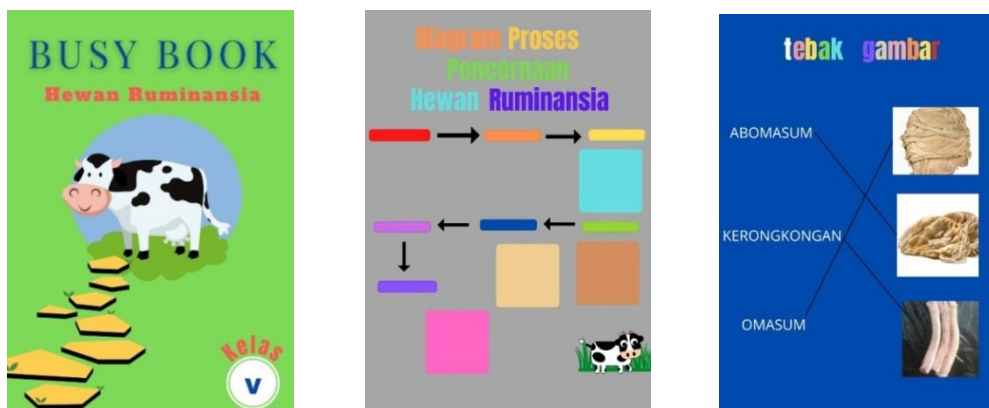 BUSY BOOK
Hewan Ruminansia
Kelas
V
Diagram Proses
Pencernaan
Hewan Ruminansia
tebak gambar
ABOMASUM
KERONGKONGAN
OMASUM